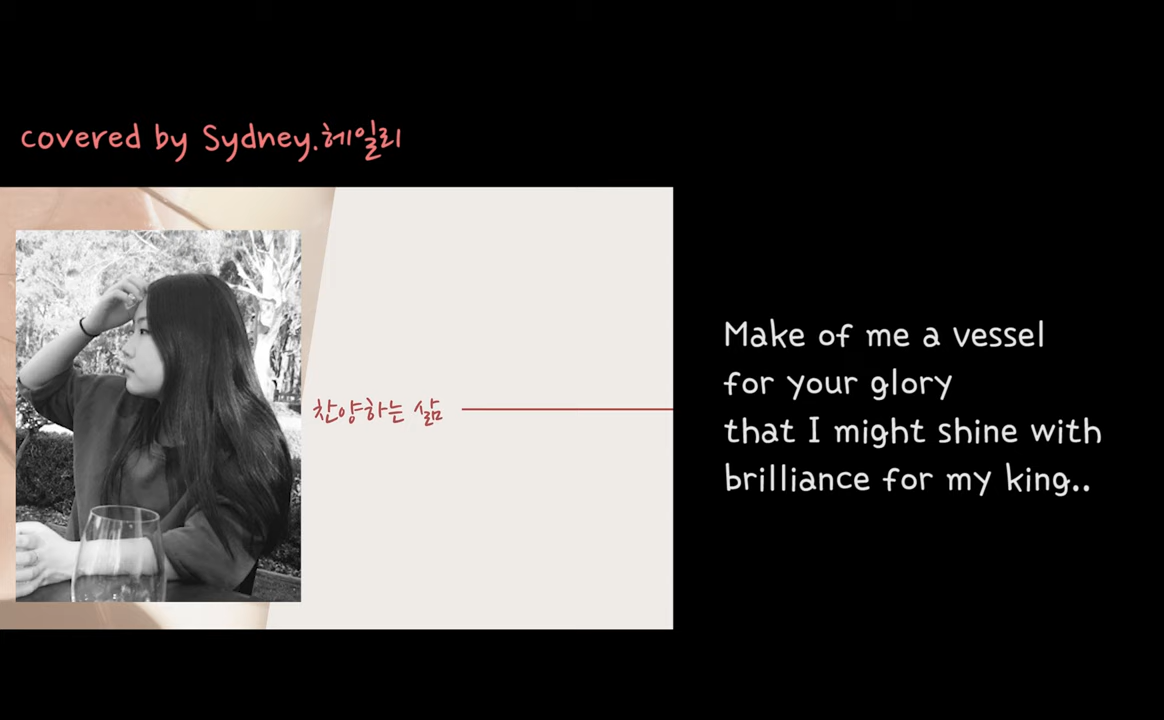 covered by Sydney.헤일리
찬양하는 삶
Make of me a vessel
for your glory
that I might shine with
brilliance for my king..